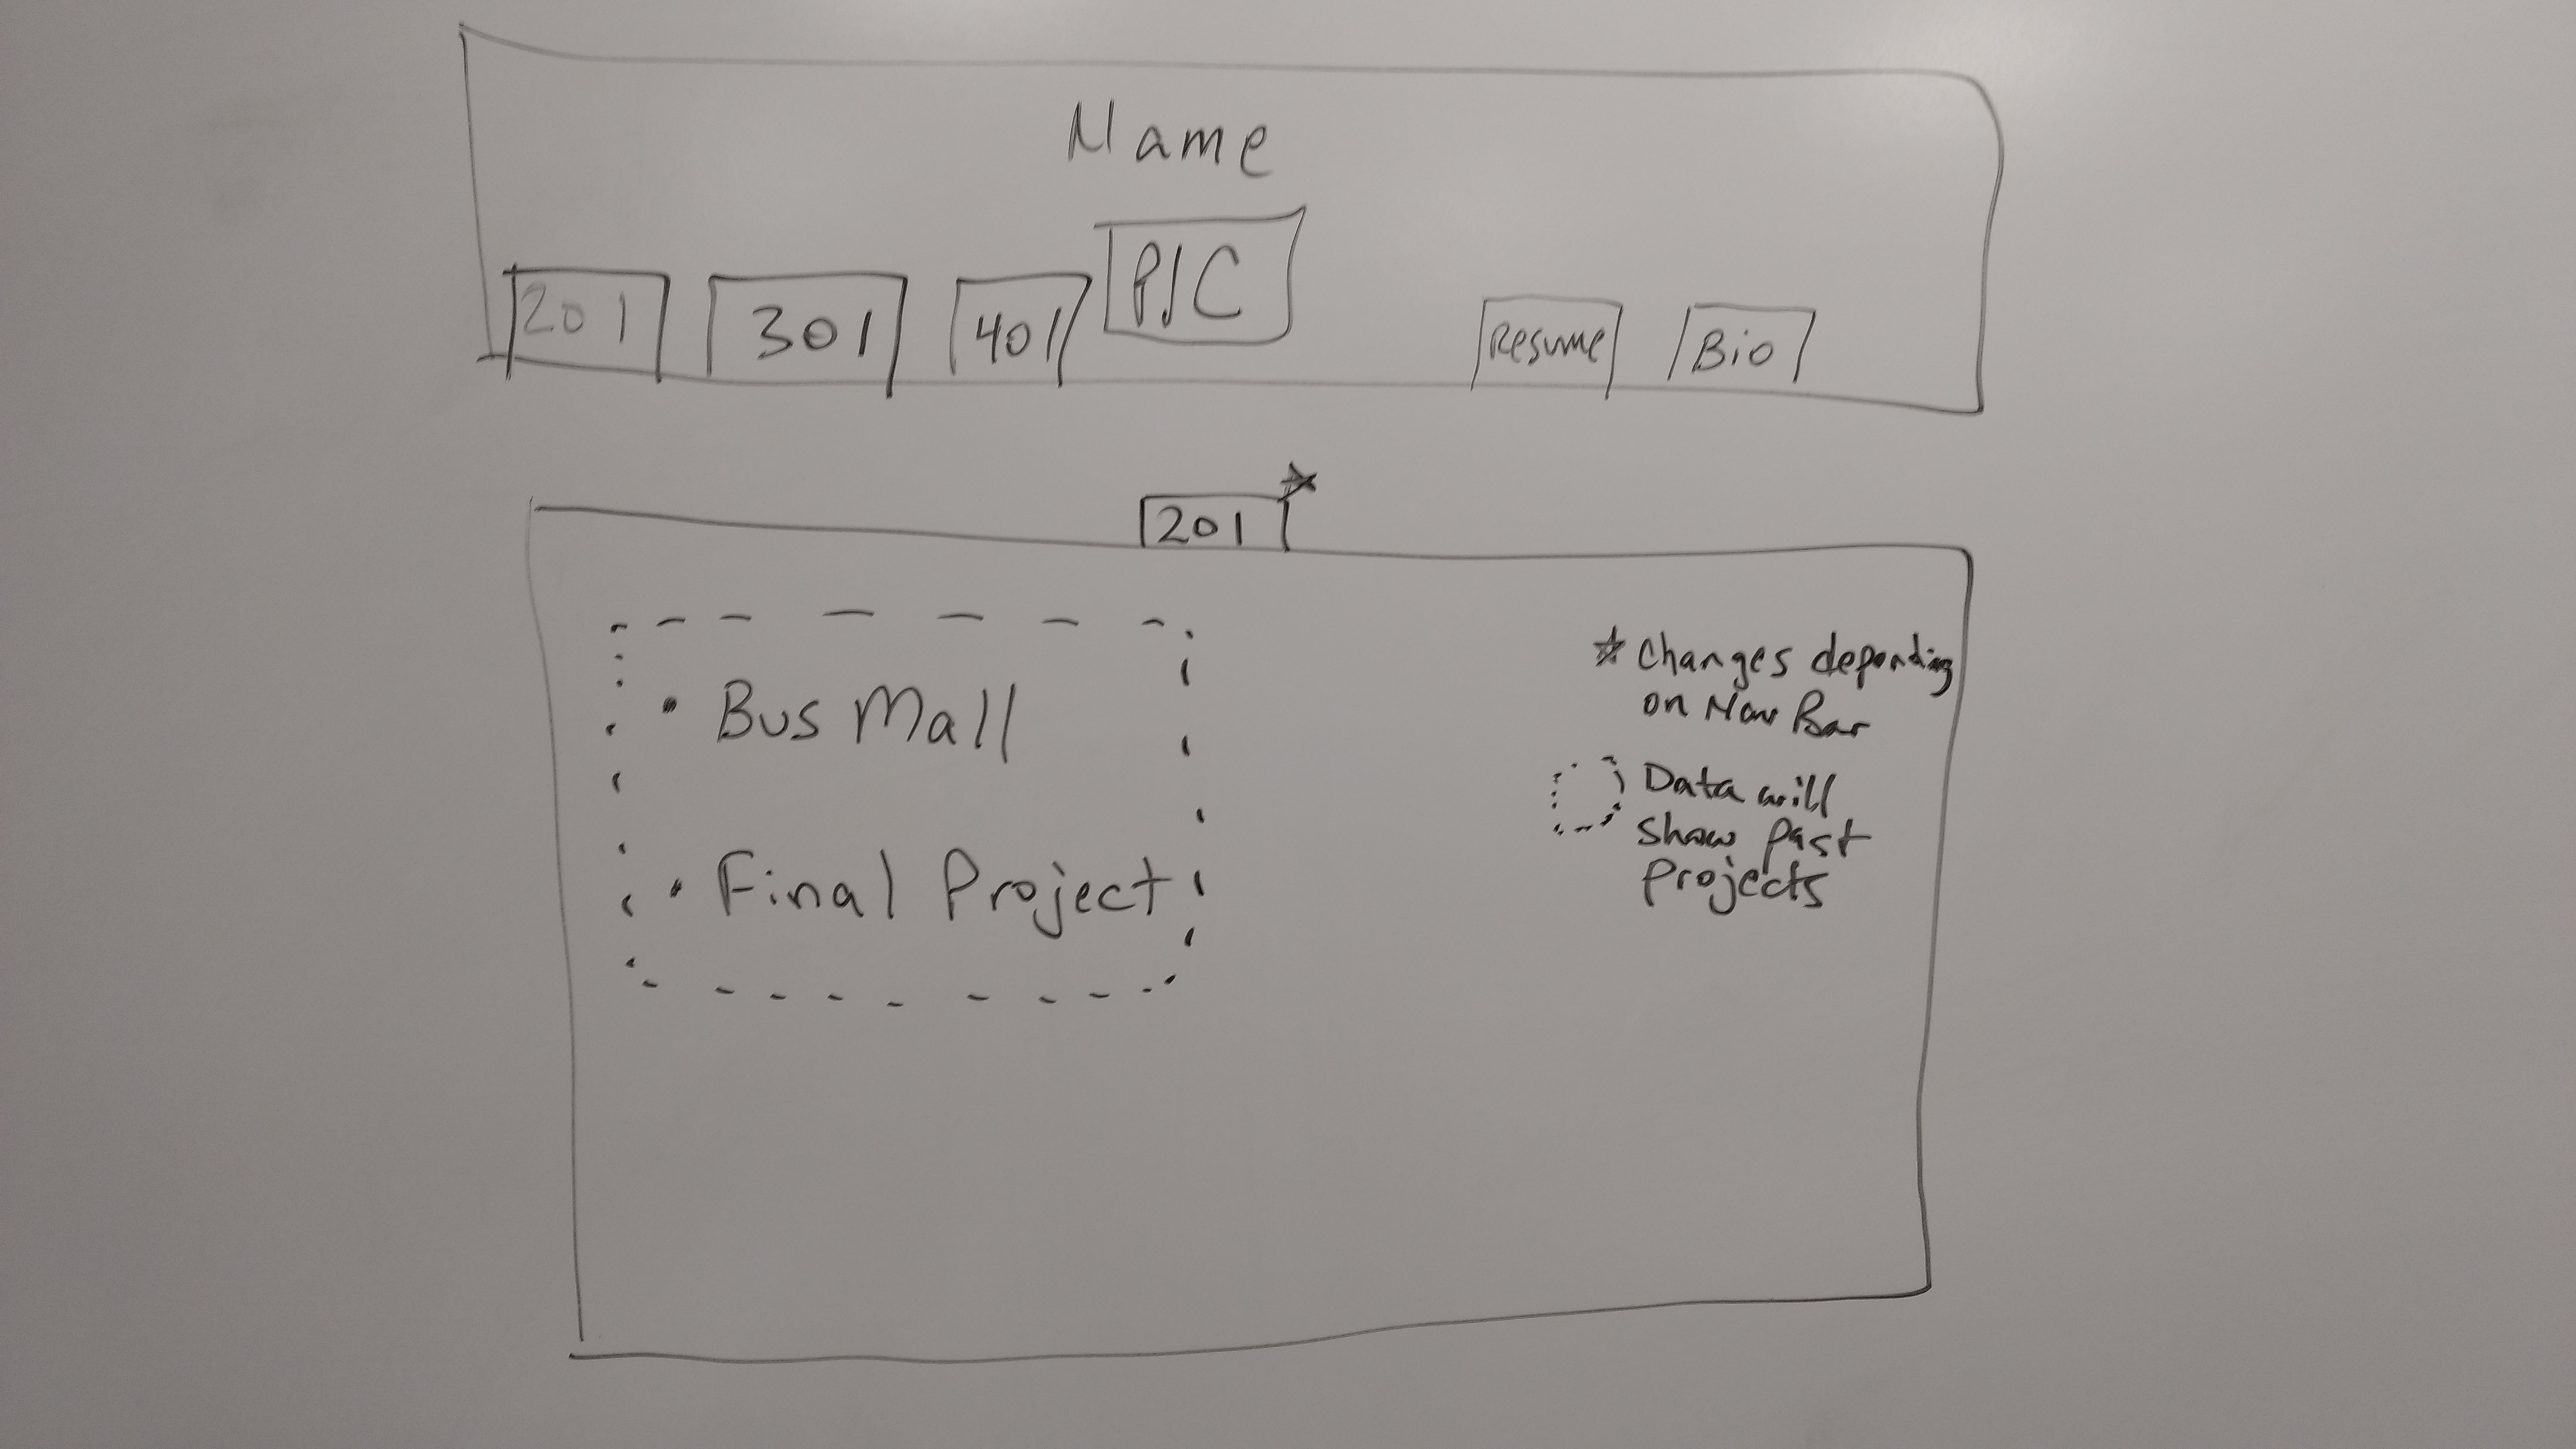 Name
201 301 401 PIC Resume Bio
201
• Bus Mall
• Final Project
* Changes depending
on Nav Bar
Data will
Show past
Projects